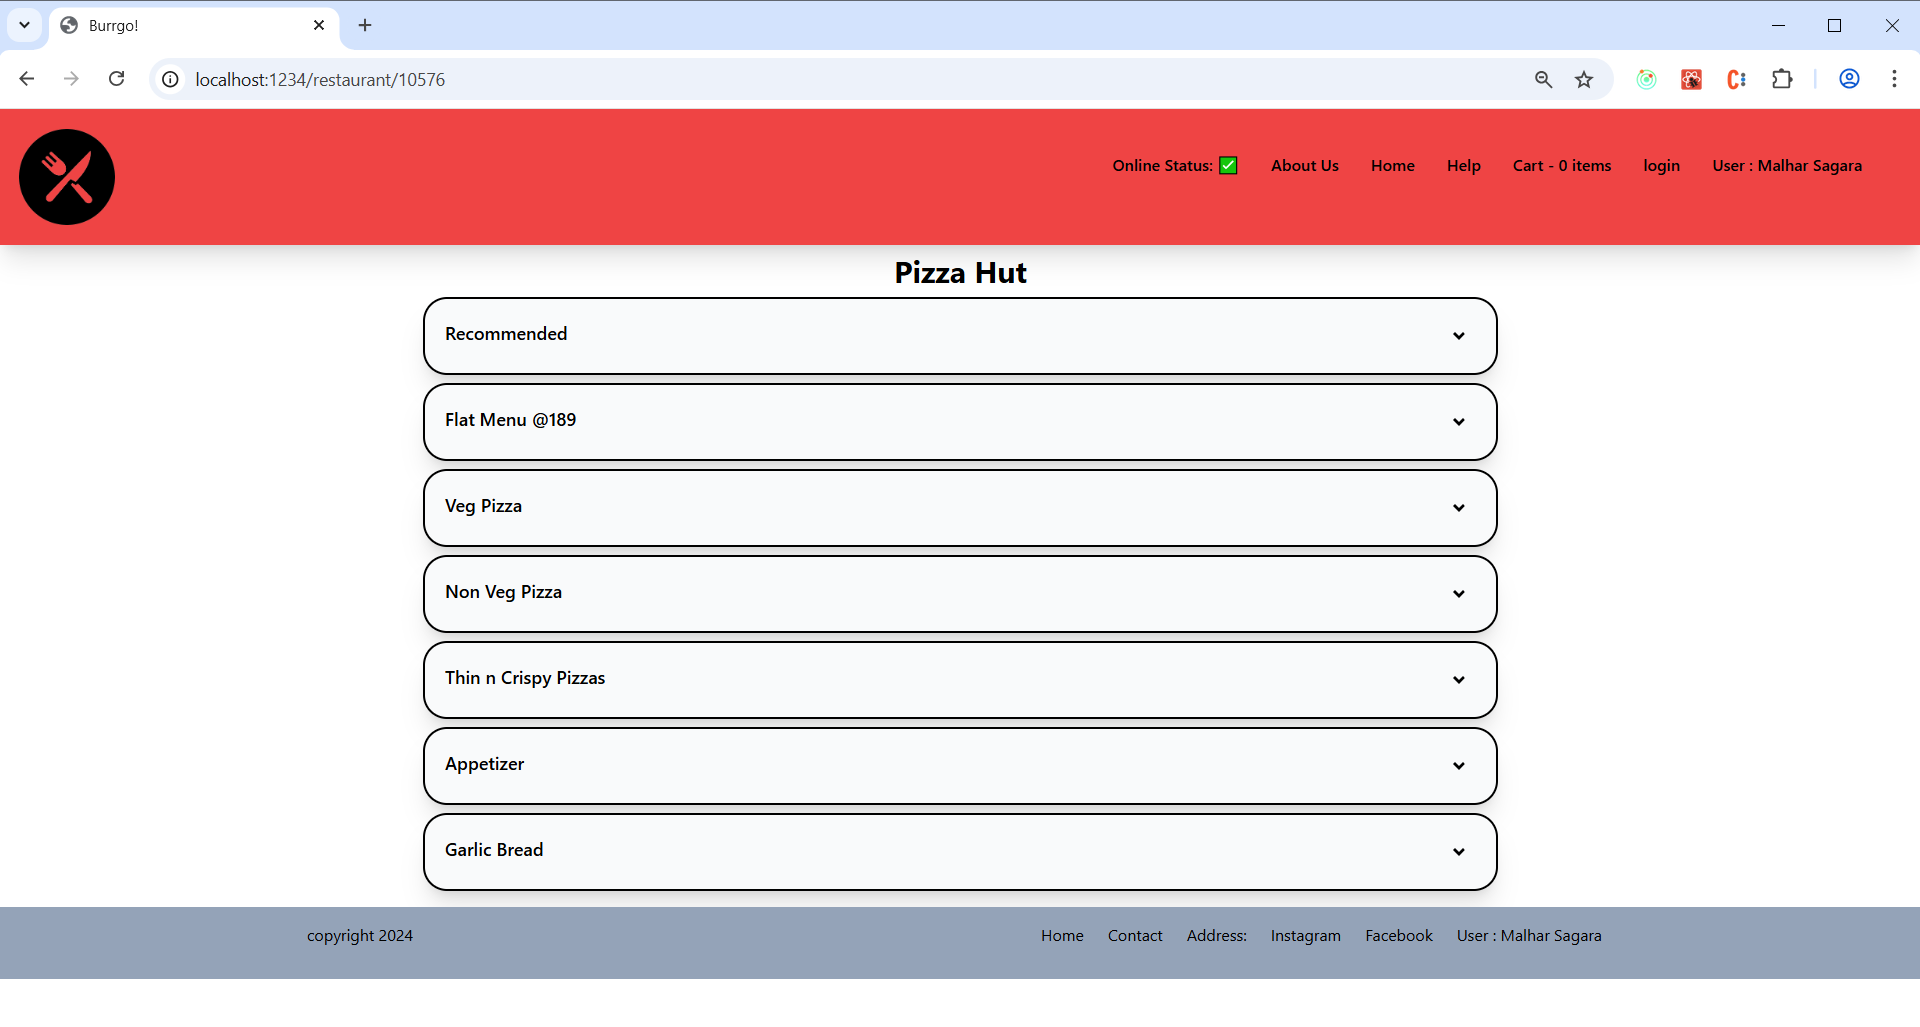 Burrgo!
localhost:1234/restaurant/10576
Online Status: ✅ About Us Home Help Cart - 0 items login User : Malhar Sagara
Pizza Hut
Recommended
Flat Menu @189
Veg Pizza
Non Veg Pizza
Thin n Crispy Pizzas
Appetizer
Garlic Bread
copyright 2024 Home Contact Address: Instagram Facebook User : Malhar Sagara